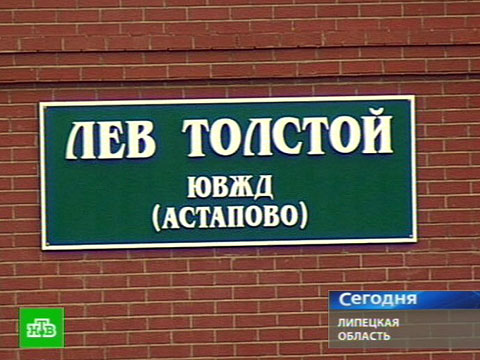 ЛЕВ ТОЛСТОЙ
ЮВЖД
(АСТАПОВО)
НТВ
Сегодня
ЛИПЕЦКАЯ
ОБЛАСТЬ